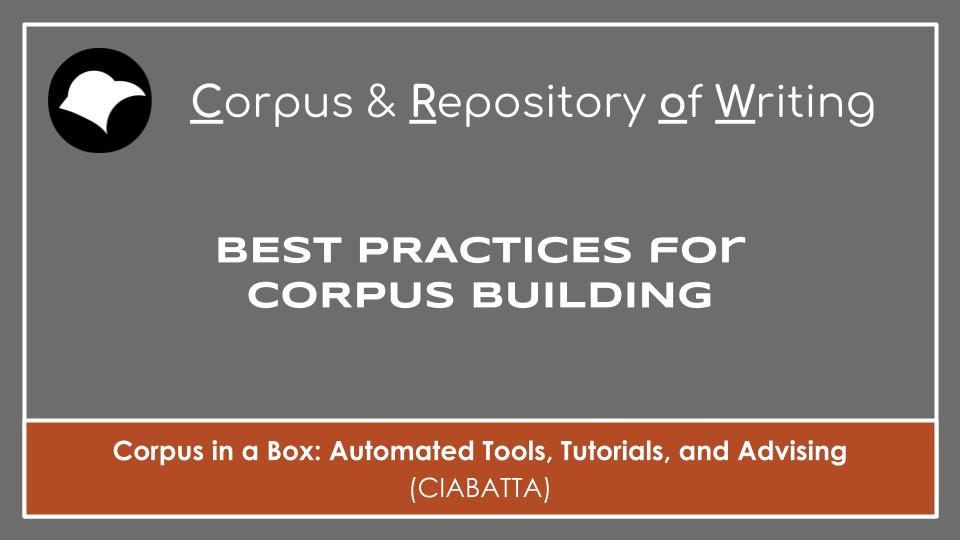 Corpus & Repository of Writing
BEST PRACTICES FOr
CORPUS BUILDING
Corpus in a Box: Automated Tools, Tutorials, and Advising
(CIABATTA)